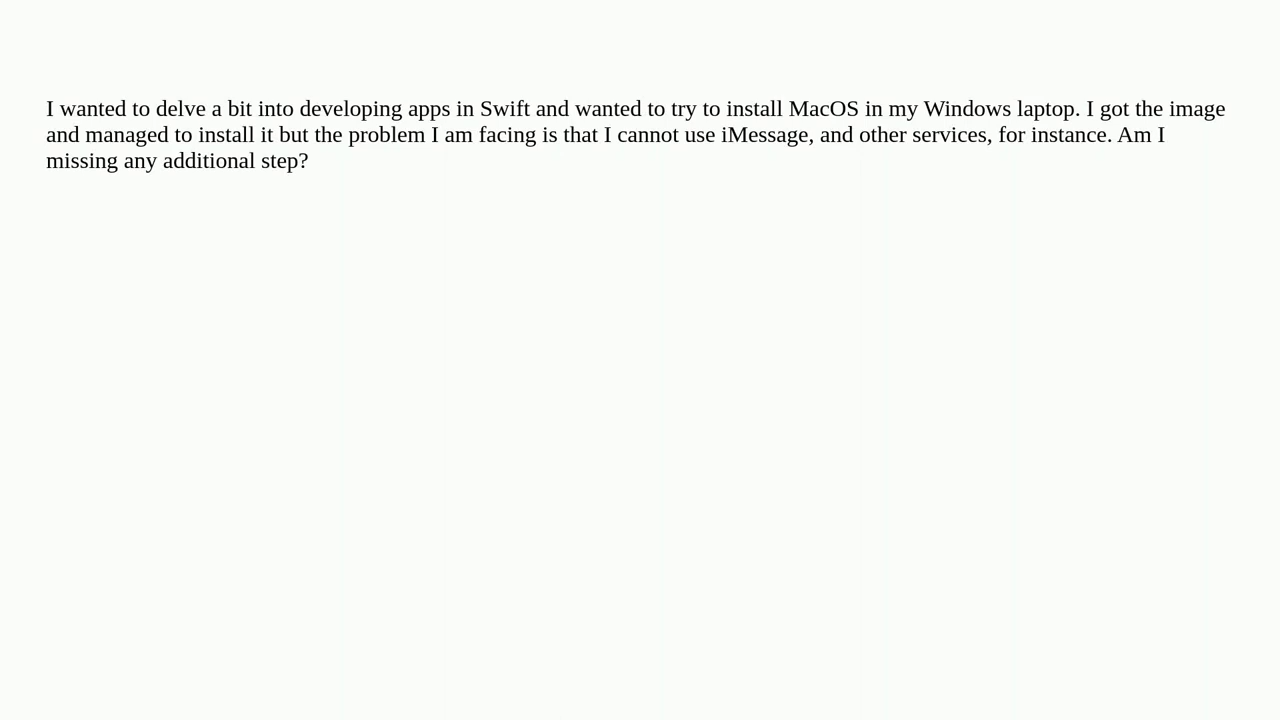 I wanted to delve a bit into developing apps in Swift and wanted to try to install MacOS in my Windows laptop. I got the image
and managed to install it but the problem I am facing is that I cannot use iMessage, and other services, for instance. Am I
missing any additional step?